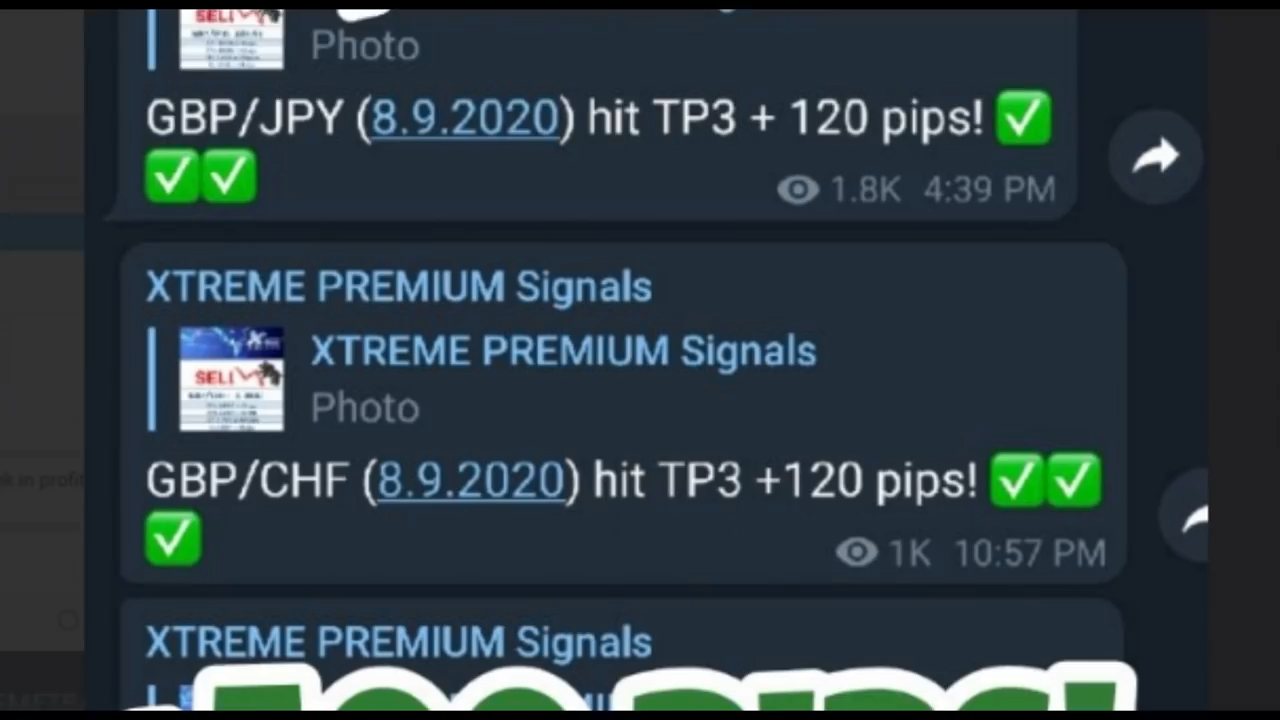 SELL
Photo
GBP/JPY (8.9.2020) hit TP3 + 120 pips! ✅
✅✅
1.8K 4:39 PM
XTREME PREMIUM Signals
XTREME PREMIUM Signals
SELL
Photo
GBP/CHF (8.9.2020) hit TP3 +120 pips! ✅✅
✅
1K 10:57 PM
XTREME PREMIUM Signals